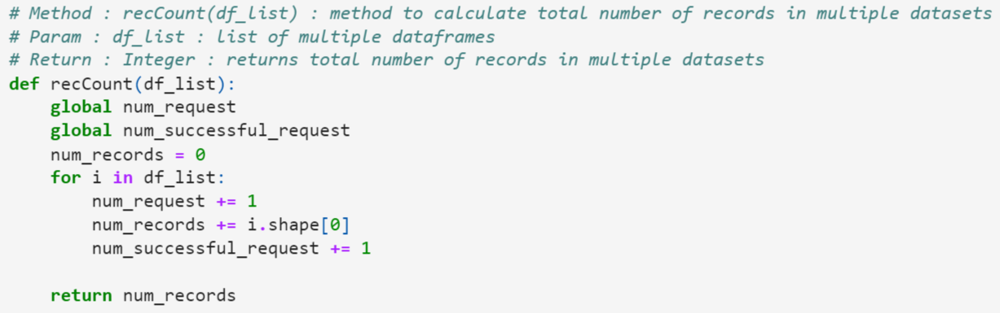 # Method : recCount(df_list) : method to calculate total number of records in multiple datasets
# Param : df_list : list of multiple dataframes
# Return : Integer : returns total number of records in multiple datasets
def recCount(df_list):
    global num_request
    global num_successful_request
    num_records = 0
    for i in df_list:
        num_request += 1
        num_records += i.shape[0]
        num_successful_request += 1

    return num_records